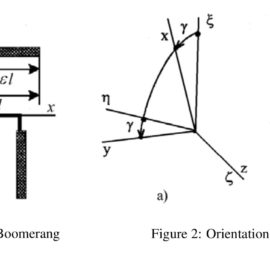 x γ ξ
εl
x
η
γ
y
ζ z
a)
Boomerang
Figure 2: Orientation